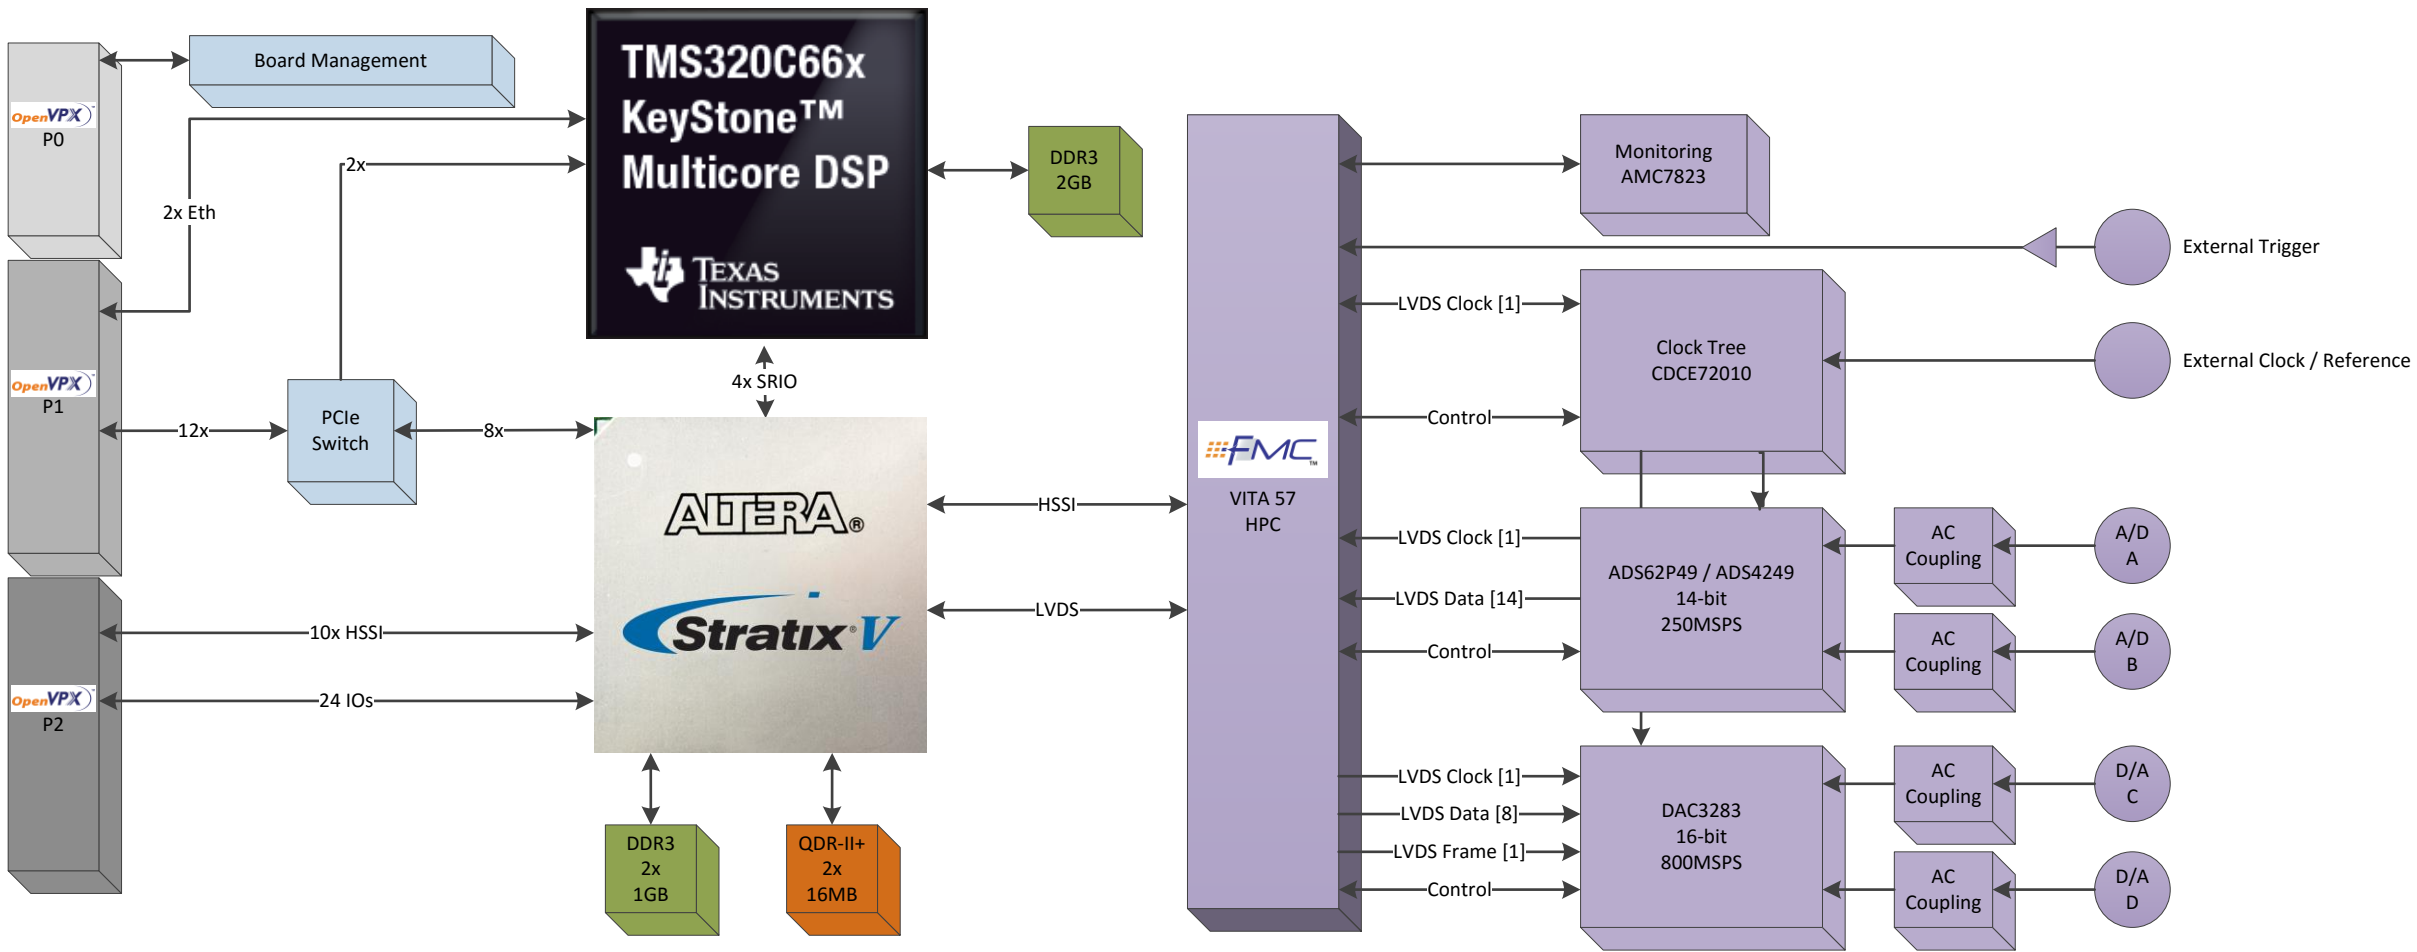 OpenVPX™
P0
Board Management
2x Eth
2x
TMS320C66x
KeyStone™
Multicore DSP
TEXAS
INSTRUMENTS
DDR3
2GB
OpenVPX™
P1
12x
PCIe
Switch
8x
4x SRIO
ALTERA®
Stratix® V
HSSI
LVDS
OpenVPX™
P2
10x HSSI
24 IOs
DDR3
2x
1GB
QDR-II+
2x
16MB
FMC™
VITA 57
HPC
Monitoring
AMC7823
External Trigger
LVDS Clock [1]
Clock Tree
CDCE72010
External Clock / Reference
Control
LVDS Clock [1]
LVDS Data [14]
Control
ADS62P49 / ADS4249
14-bit
250MSPS
AC
Coupling
A/D
A
AC
Coupling
A/D
B
LVDS Clock [1]
LVDS Data [8]
LVDS Frame [1]
Control
DAC3283
16-bit
800MSPS
AC
Coupling
D/A
C
AC
Coupling
D/A
D